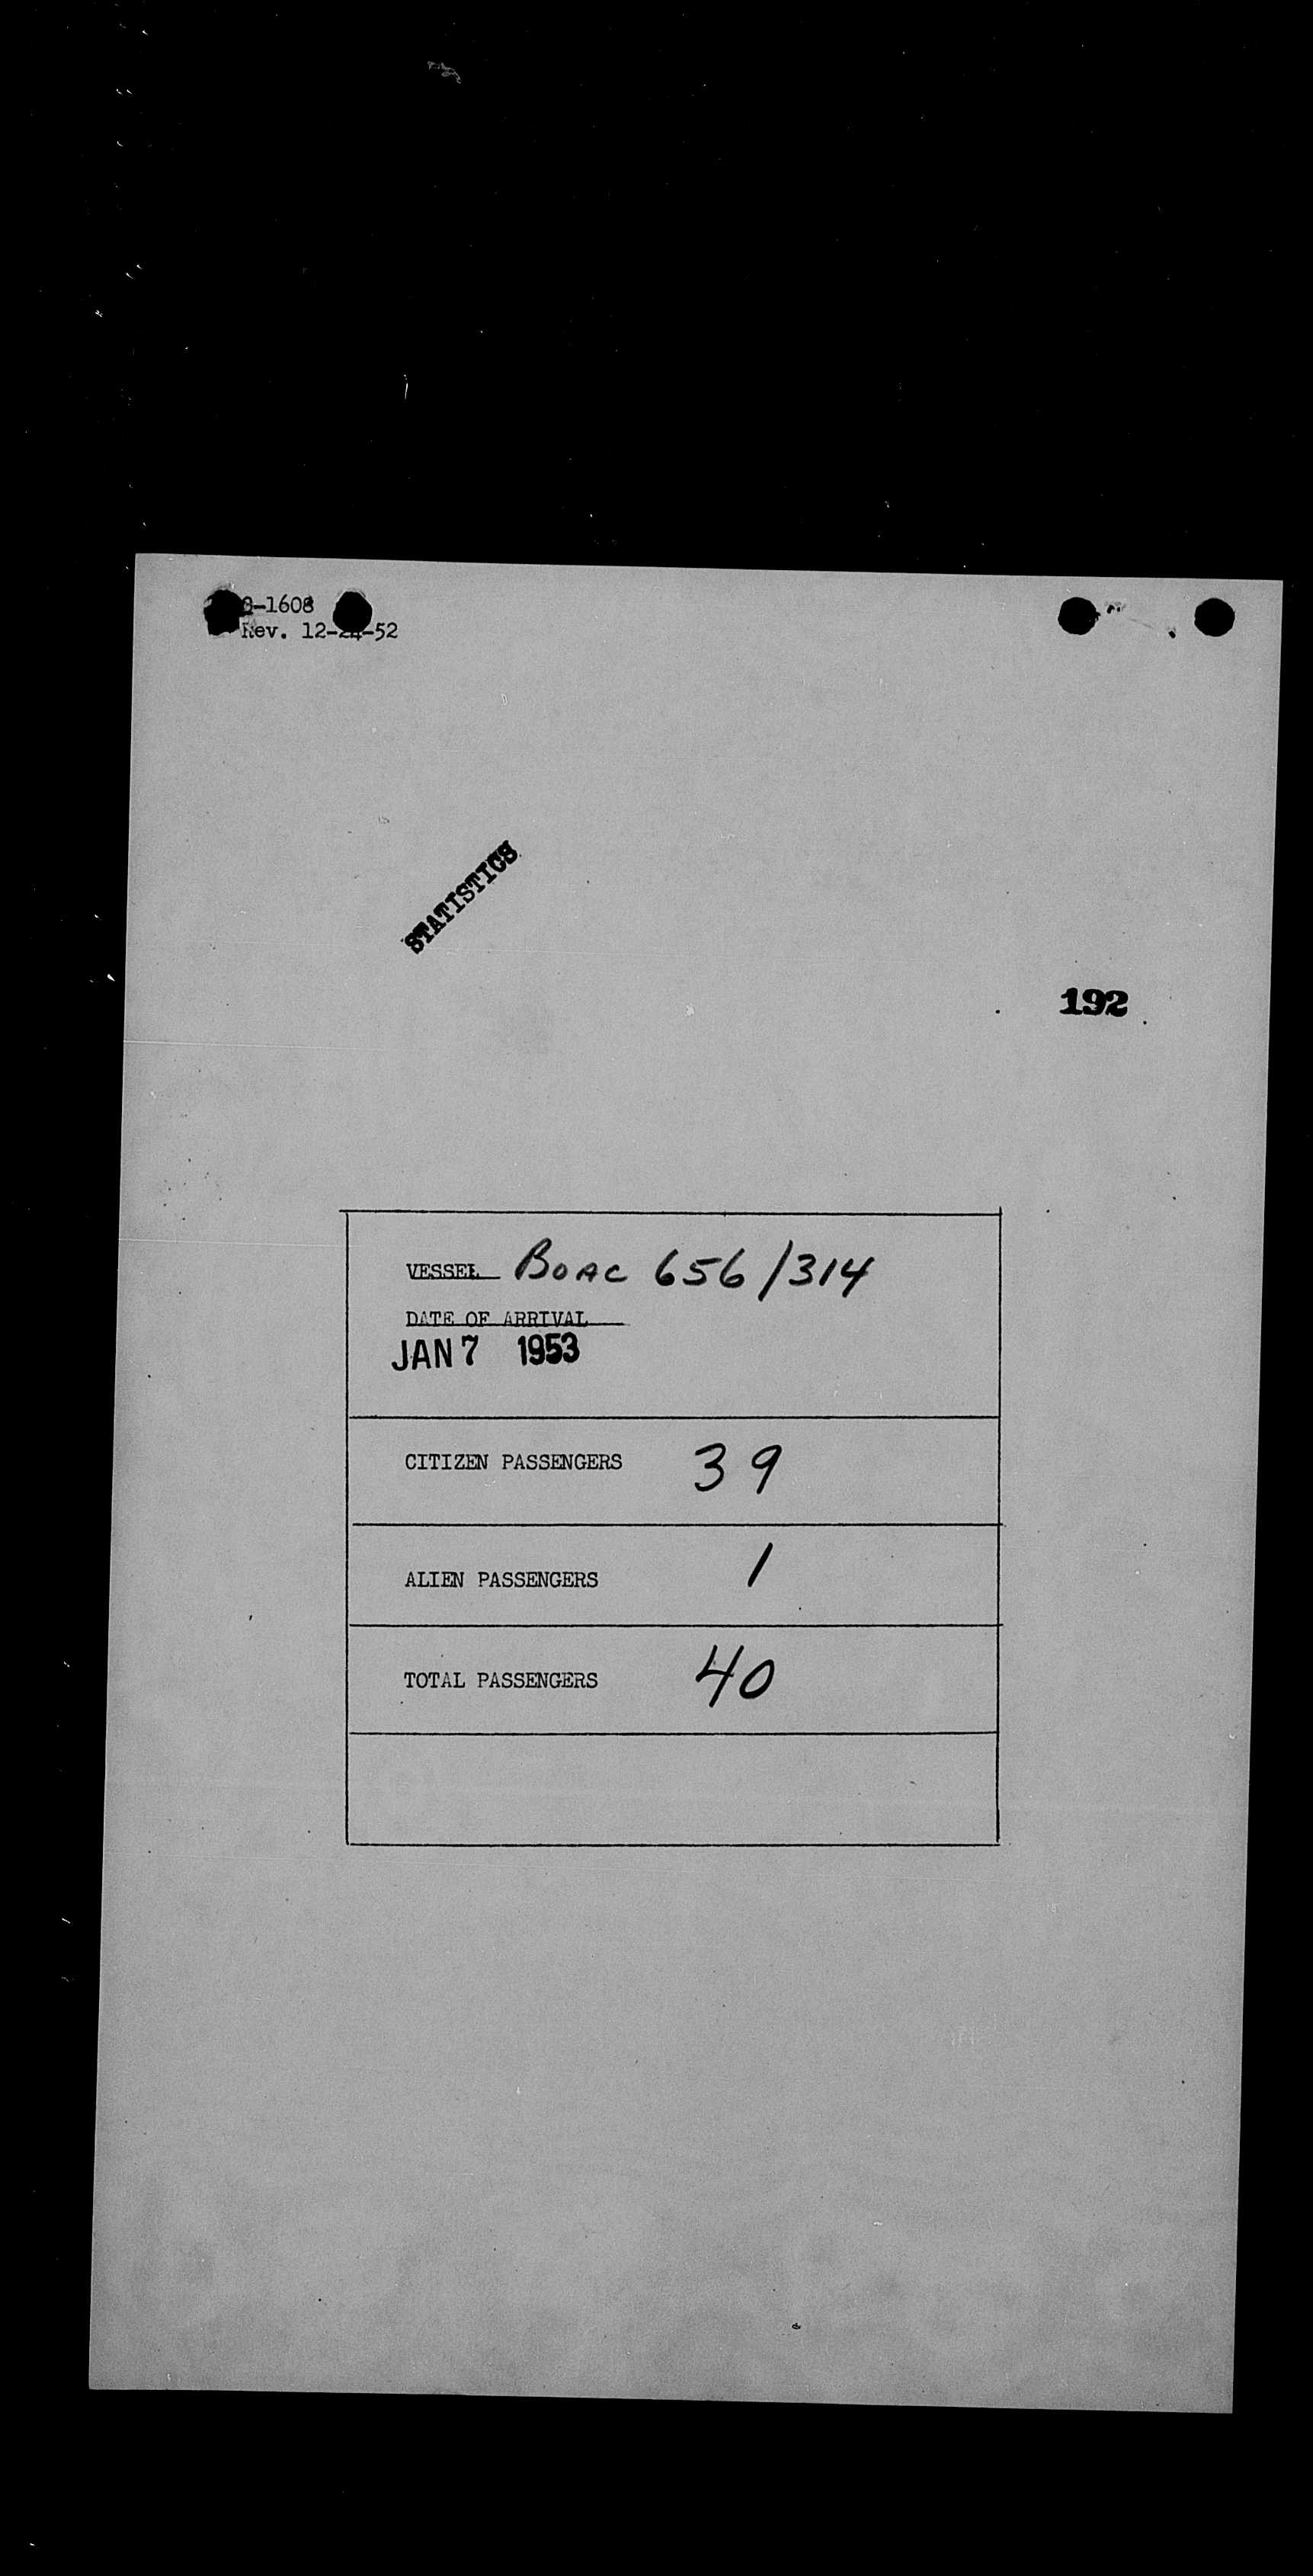 -1608
Rev. 12-24-52
STATISTICS
192
VESSEL BOAC 656/314
DATE OF ARRIVAL
JAN 7 1953
CITIZEN PASSENGERS 39
ALIEN PASSENGERS 1
TOTAL PASSENGERS 40